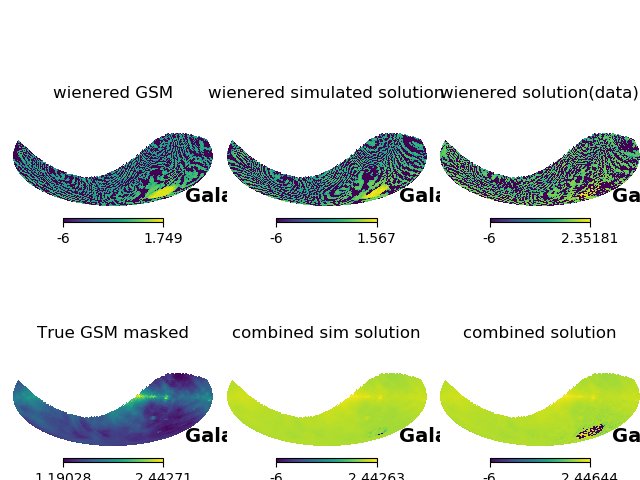 wienered GSM
wienered simulated solution
wienered solution(data)
Gala
Gala
Ga
-6 1.749
-6 1.567
-6 2.35181
True GSM masked
combined sim solution
combined solution
Gala
Gala
Ga
1.19028 2.44271
-6 2.44263
-6 2.44644